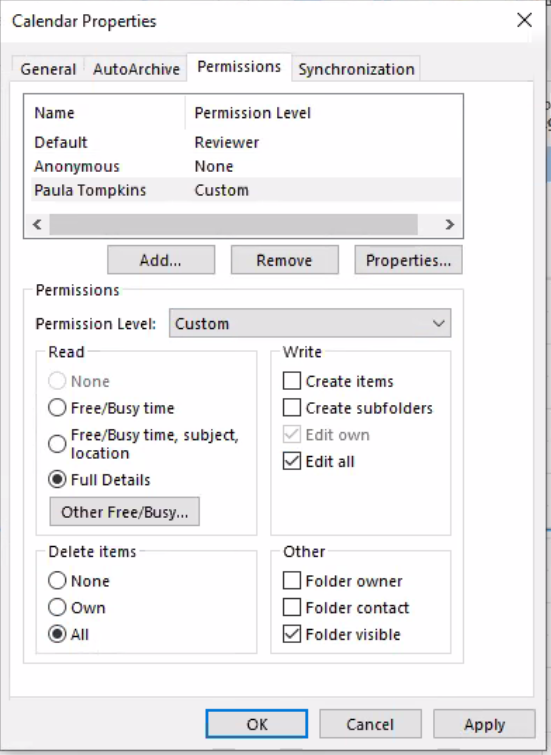 Calendar Properties
General AutoArchive Permissions Synchronization
Name Permission Level
Default Reviewer
Anonymous None
Paula Tompkins Custom
Add... Remove Properties...
Permissions
Permission Level: Custom
Read
None
Free/Busy time
Free/Busy time, subject,
location
Full Details
Other Free/Busy...
Write
Create items
Create subfolders
Edit own
Edit all
Delete items
None
Own
All
Other
Folder owner
Folder contact
Folder visible
OK Cancel Apply